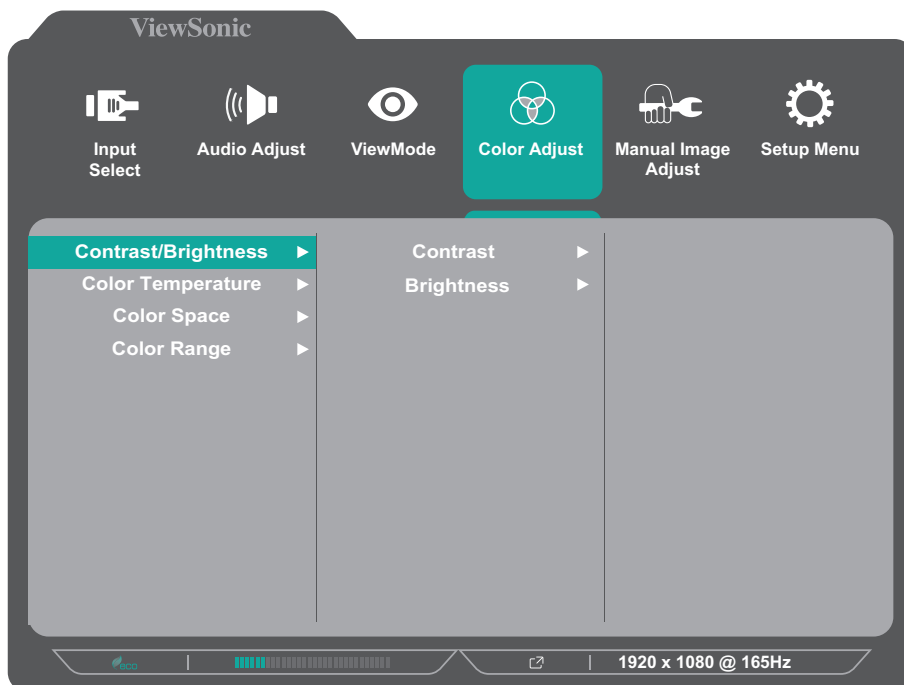 ViewSonic
Input
Select
Audio Adjust
ViewMode
Color Adjust
Manual Image
Adjust
Setup Menu
Contrast/Brightness
Color Temperature
Color Space
Color Range
Contrast
Brightness
eco
1920 x 1080 @ 165Hz